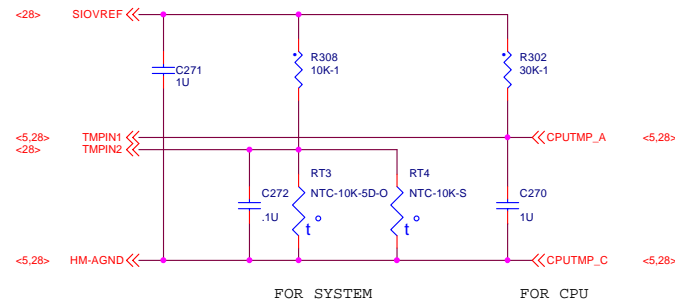 <28> SIOVREF
C271
1U
R308
10K-1
R302
30K-1
<5,28> TMPIN1
<28> TMPIN2
CPUTMP_A <5,28>
RT3
NTC-10K-5D-O
RT4
NTC-10K-S
C272
.1U
t°
t°
C270
1U
<5,28> HM-AGND
CPUTMP_C <5,28>
FOR SYSTEM
FOR CPU